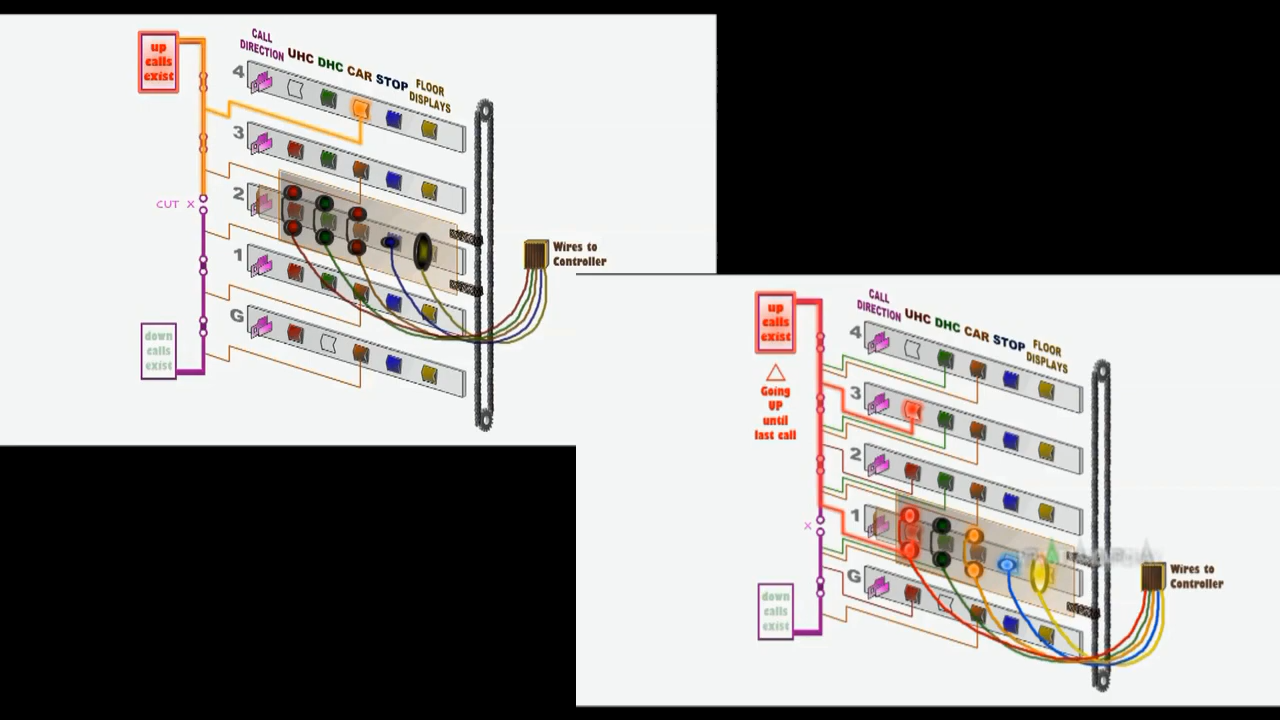 up
calls
exist
CALL
DIRECTION
UHC DHC CAR STOP
FLOOR
DISPLAYS
4
3
2
1
G
CUT X
down
calls
exist
Wires to
Controller
up
calls
exist
Going
UP
until
last call
CALL
DIRECTION
UHC DHC CAR STOP
FLOOR
DISPLAYS
4
3
2
1
G
X
down
calls
exist
Wires to
Controller